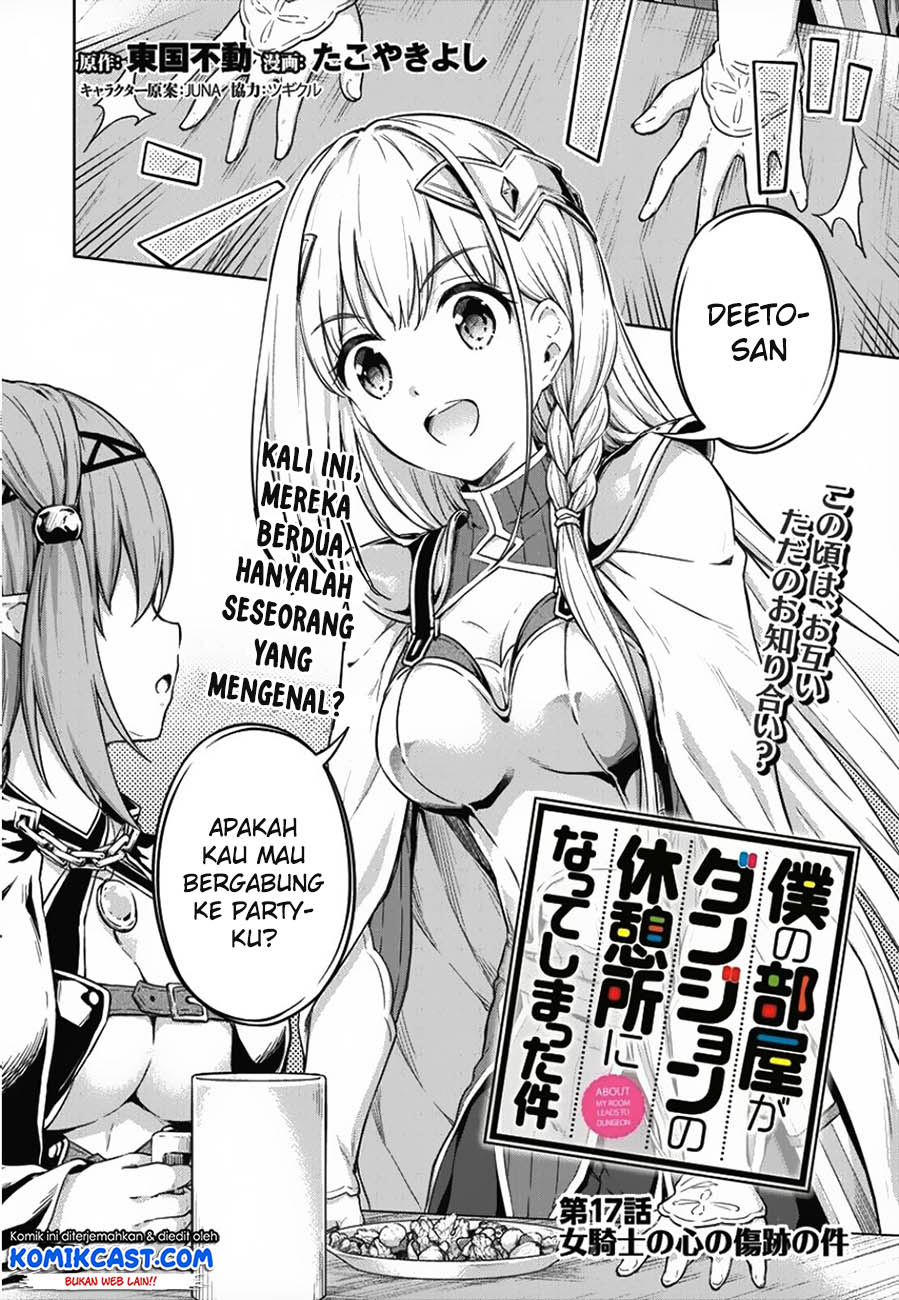 原作：東国不動 漫画：たこやきよし
キャラクター原案：JUNA／協力：ツギクル
DEETO-
SAN
この頃は、お互い
ただのお知り合い？
KALI INI,
MEREKA
BERDUA
HANYALAH
SESEORANG
YANG
MENGENAL?
APAKAH
KAU MAU
BERGABUNG
KE PARTY-
KU?
僕の部屋が
ダンジョンの
休憩所に
なってしまった件
ABOUT
MY ROOM
LEADS TO
DUNGEON
第17話
女騎士の心の傷跡の件
Komik ini diterjemahkan & diedit oleh
KOMIKCAST.COM
BUKAN WEB LAIN!!